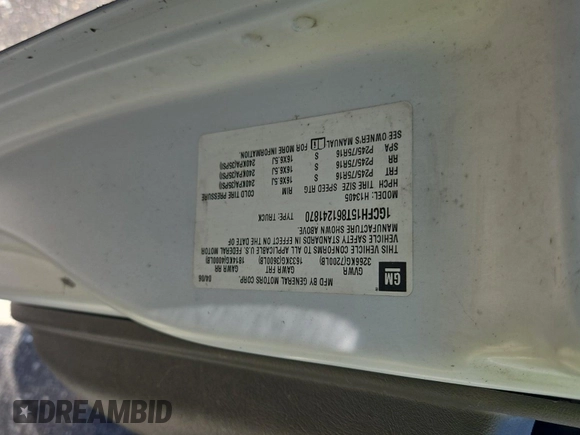 GM
MFD BY GENERAL MOTORS CORP.
04/06
GVWR GAWR FRT GAWR RR
3266KG(7200LB) 1633KG(3600LB) 1814KG(4000LB)
THIS VEHICLE CONFORMS TO ALL APPLICABLE U.S. FEDERAL MOTOR
VEHICLE SAFETY STANDARDS IN EFFECT ON THE DATE OF
MANUFACTURE SHOWN ABOVE.
1GCFH15T861241870 TYPE: TRUCK
MODEL: H13405
HPCH TIRE SIZE SPEED RTG RIM COLD TIRE PRESSURE
FRT P245/75R16 S 16X6.5J 240KPA(35PSI)
RR P245/75R16 S 16X6.5J 240KPA(35PSI)
SPA P245/75R16 S 16X6.5J 240KPA(35PSI)
SEE OWNER'S MANUAL FOR MORE INFORMATION.
DREAMBID